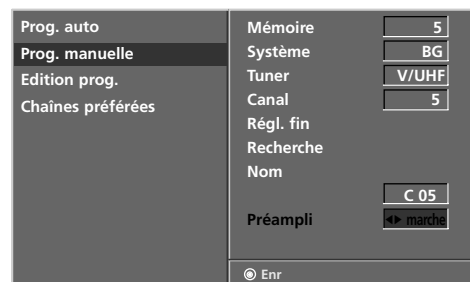 Prog. auto
Prog. manuelle
Edition prog.
Chaînes préférées
Mémoire 5
Système BG
Tuner V/UHF
Canal 5
Régl. fin
Recherche
Nom
C 05
Préampli ◄► marche
Enr